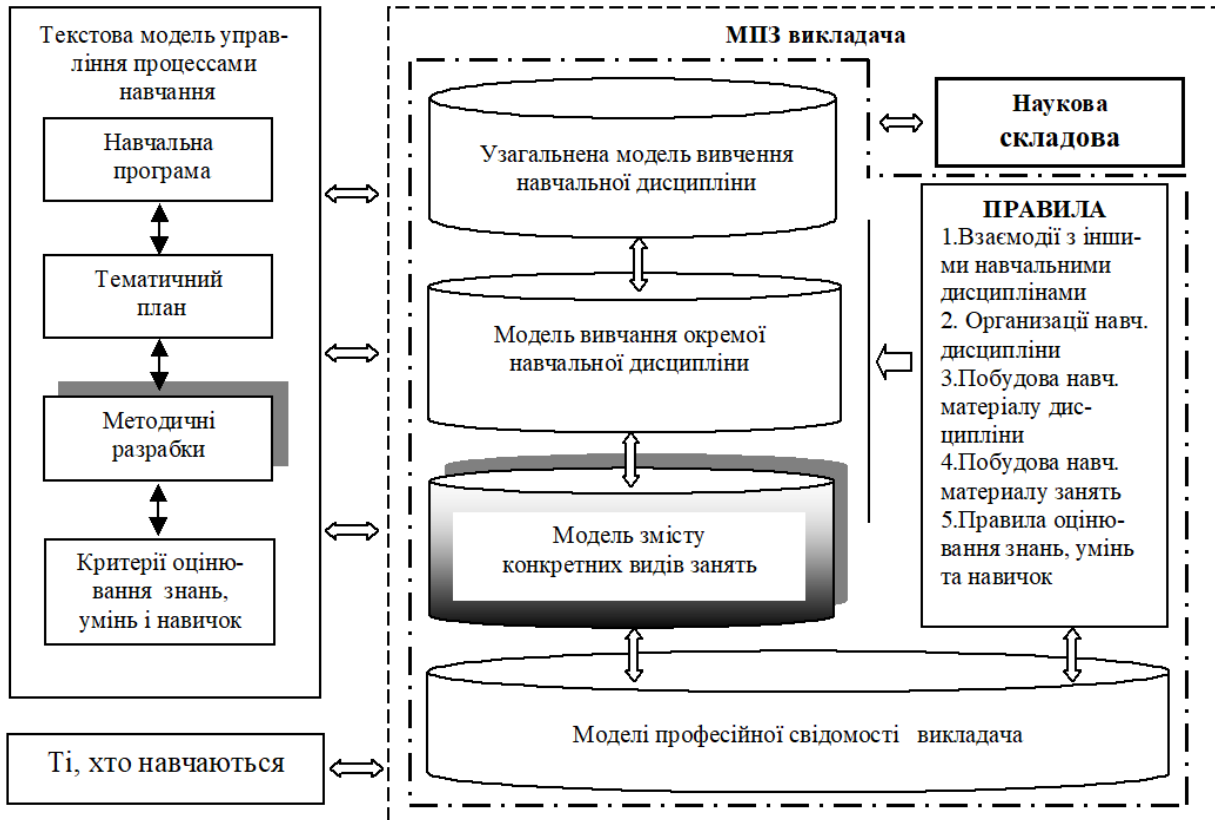 Текстова модель управ-
ління процессами
навчання
Навчальна
програма
Тематичний
план
Методичні
разрабки
Критерії оціню-
вання знань,
умінь і навичок
Ті, хто навчаються
МПЗ викладача
Узагальнена модель вивчення
навчальної дисципліни
Модель вивчання окремої
навчальної дисципліни
Модель змісту
конкретних видів занять
Моделі професійної свідомості викладача
Наукова
складова
ПРАВИЛА
1.Взаємодії з інши-
ми навчальними
дисциплінами
2. Організації навч.
дисципліни
3.Побудова навч.
матеріалу дис-
ципліни
4.Побудова навч.
материалу занять
5.Правила оціню-
вання знань, умінь
та навичок